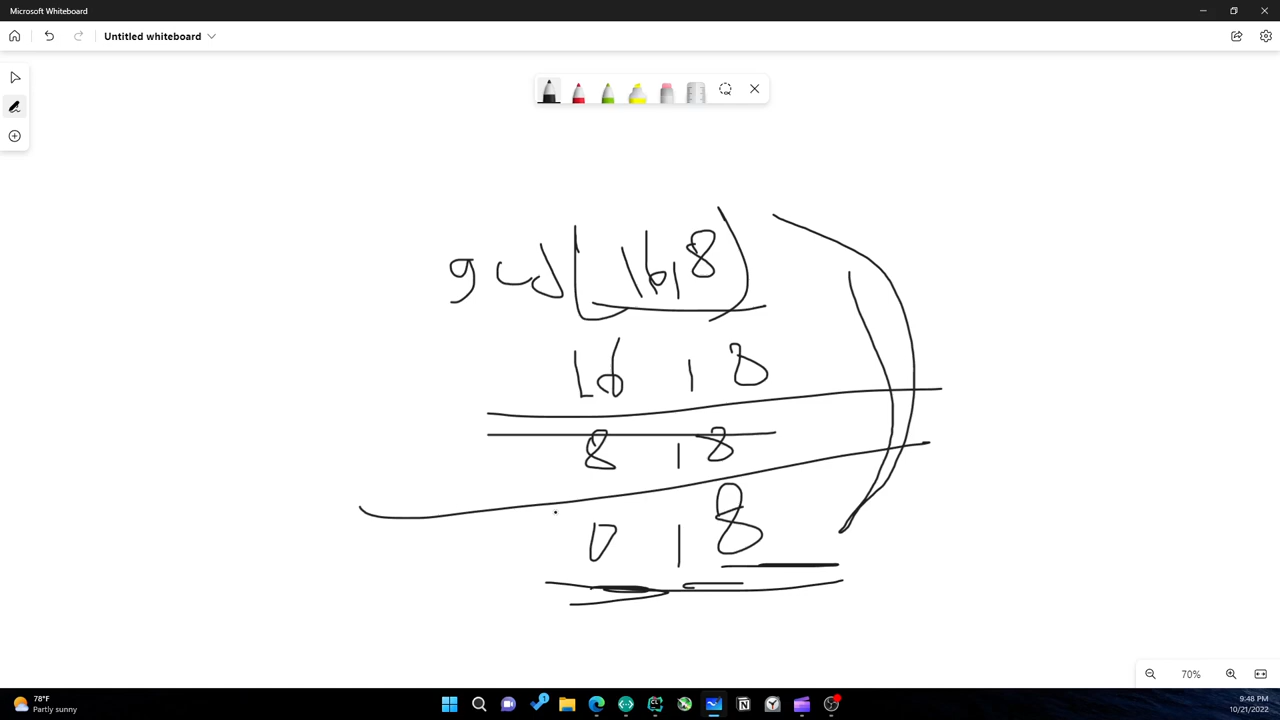 Microsoft Whiteboard
Untitled whiteboard
gcd(16,8)
16 , 8
8 , 8
0 , 8
70%
1
78°F
Partly sunny
9:48 PM
10/21/2022